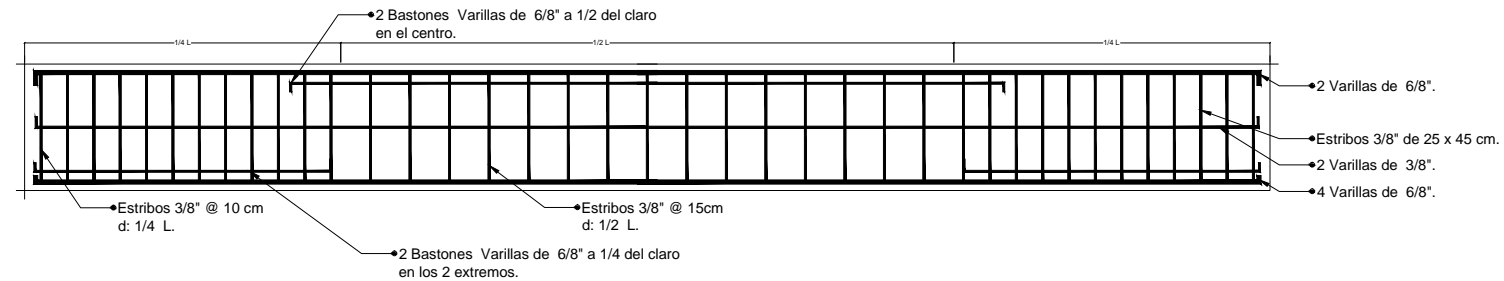 2 Bastones Varillas de 6/8" a 1/2 del claro
en el centro.
1/4 L
1/2 L
1/4 L
2 Varillas de 6/8".
Estribos 3/8" de 25 x 45 cm.
2 Varillas de 3/8".
4 Varillas de 6/8".
Estribos 3/8" @ 10 cm
d: 1/4 L.
Estribos 3/8" @ 15cm
d: 1/2 L.
2 Bastones Varillas de 6/8" a 1/4 del claro
en los 2 extremos.